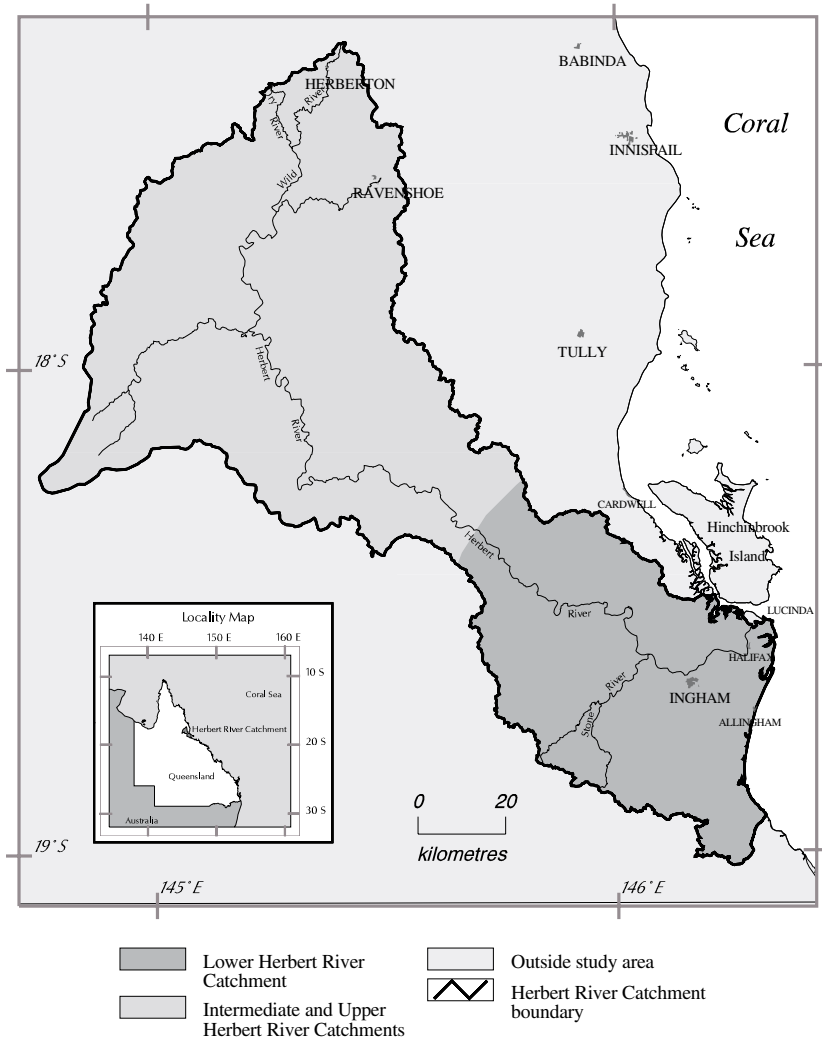 BABINDA
HERBERTON
Dry
River
River
Coral
INNISFAIL
Wild
RAVENSHOE
Sea
TULLY
18°S
Herbert
River
CARDWELL
Hinchinbrook
Island
Herbert
LUCINDA
River
HALIFAX
River
INGHAM
Stone
ALLINGHAM
Locality Map
140 E
150 E
160 E
10 S
Coral Sea
Herbert River Catchment
20 S
Queensland
30 S
Australia
0
20
kilometres
19°S
145°E
146°E
Lower Herbert River
Catchment
Intermediate and Upper
Herbert River Catchments
Outside study area
Herbert River Catchment
boundary